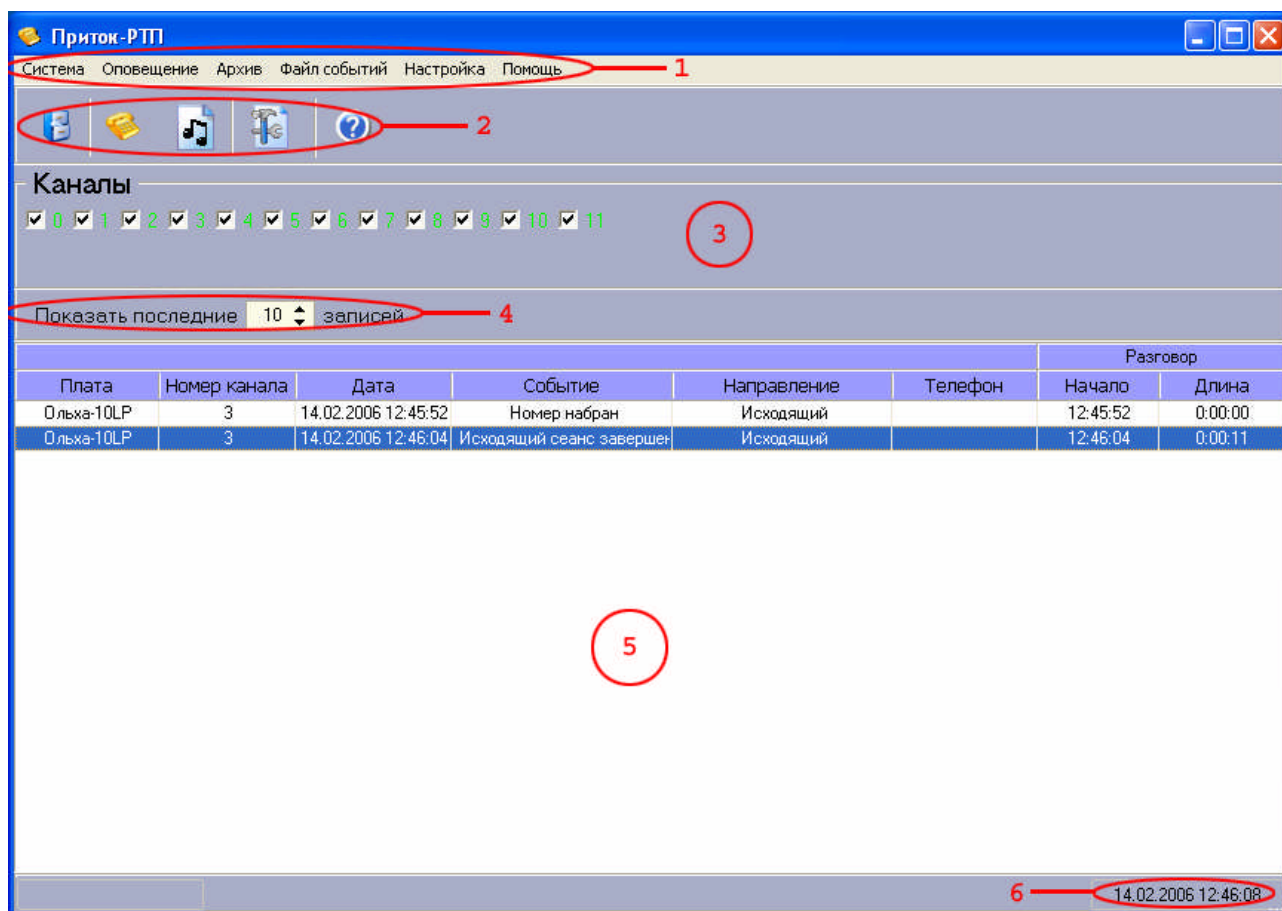 Приток-РТП
Система Оповещение Архив Файл событий Настройка Помощь 1
2
Каналы
0 1 2 3 4 5 6 7 8 9 10 11
3
Показать последние 10 записей 4
Разговор
Плата Номер канала Дата Событие Направление Телефон Начало Длина
Ольха-10LP 3 14.02.2006 12:45:52 Номер набран Исходящий 12:45:52 0:00:00
Ольха-10LP 3 14.02.2006 12:46:04 Исходящий сеанс завершен Исходящий 12:46:04 0:00:11
5
6 14.02.2006 12:46:08